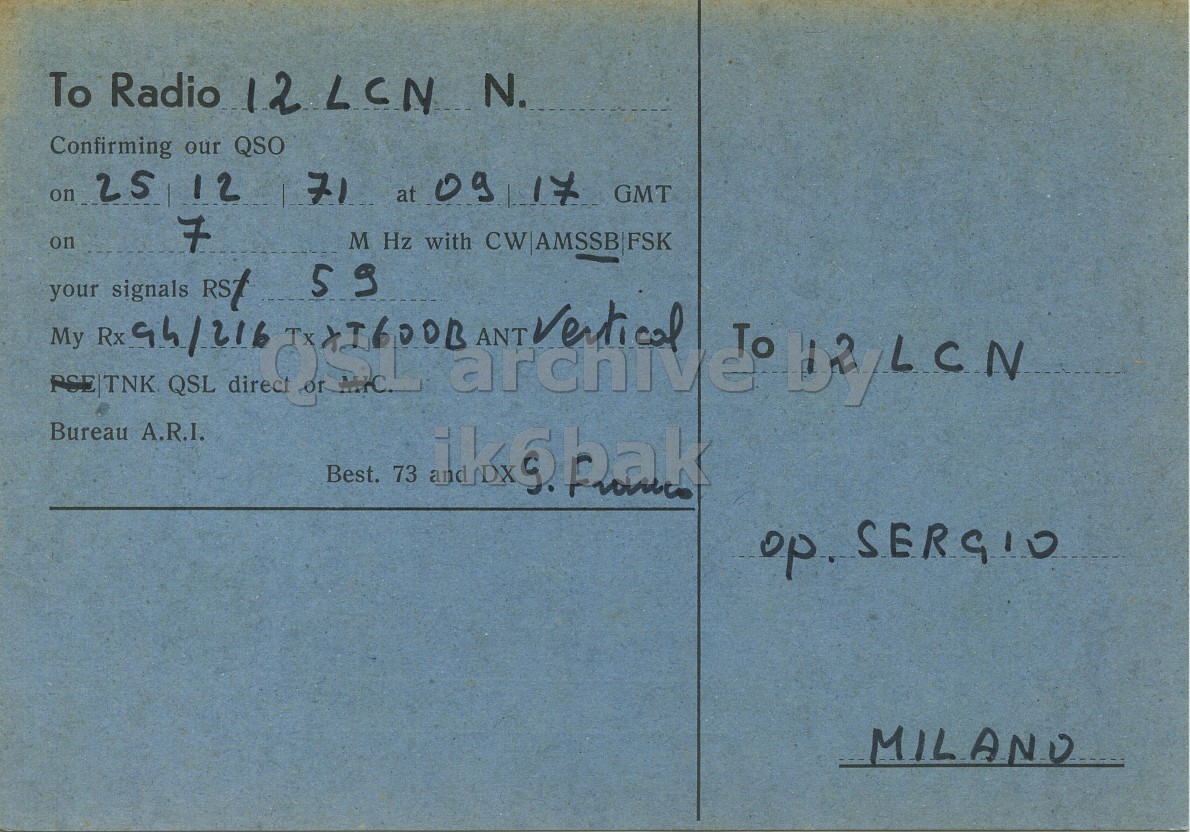 To Radio I2 LCN N.
Confirming our QSO
on 25 | 12 | 71 at 09 | 17 GMT
on 7 M Hz with CW|AMSSB|FSK
your signals RST 59
My Rx G4/216 Tx XT600B ANT Vertical
PSE|TNK QSL direct or C.
Bureau A.R.I.
Best. 73 and DX G. Franco
To I2 LCN
op. SERGIO
MILANO
QSL archive by
ik6bak